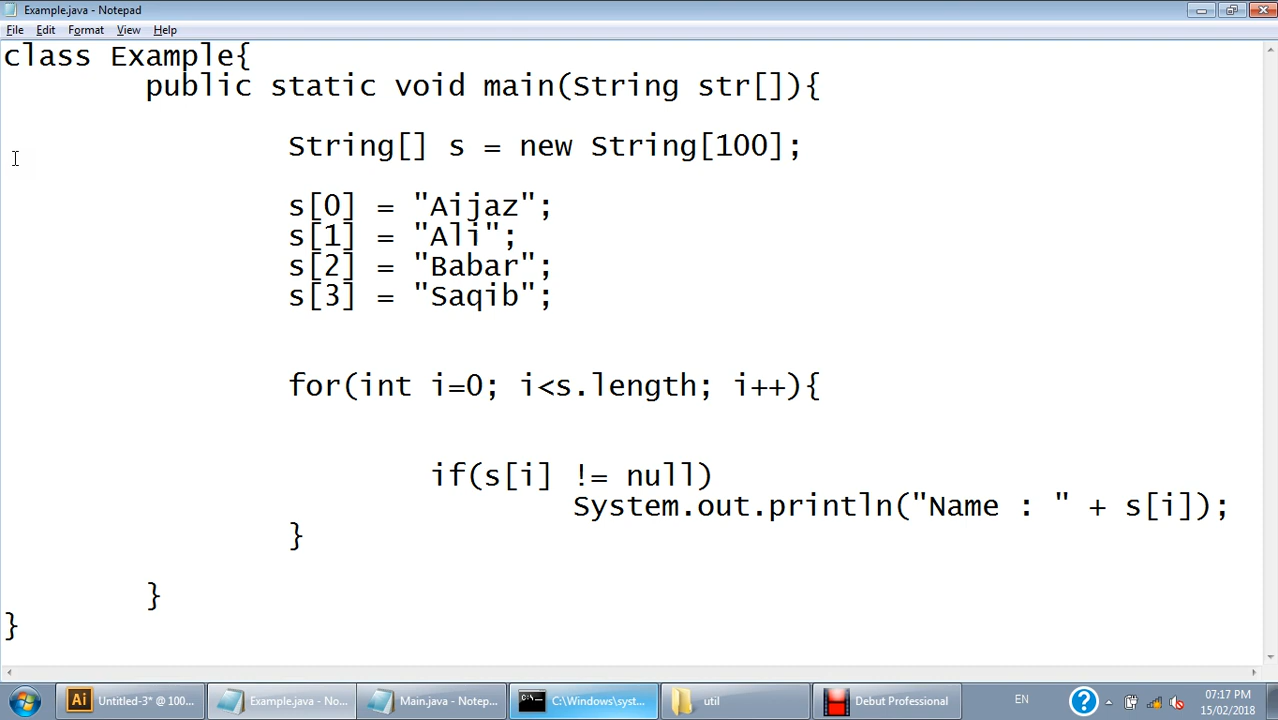 Example.java - Notepad
File Edit Format View Help
class Example{
public static void main(String str[]){
String[] s = new String[100];
s[0] = "Aijaz";
s[1] = "Ali";
s[2] = "Babar";
s[3] = "Saqib";
for(int i=0; i<s.length; i++){
if(s[i] != null)
System.out.println("Name : " + s[i]);
}
}
}
Ai Untitled-3* @ 100... Example.java - No... Main.java - Notep... C:\Windows\syst... util Debut Professional EN ? 07:17 PM
15/02/2018